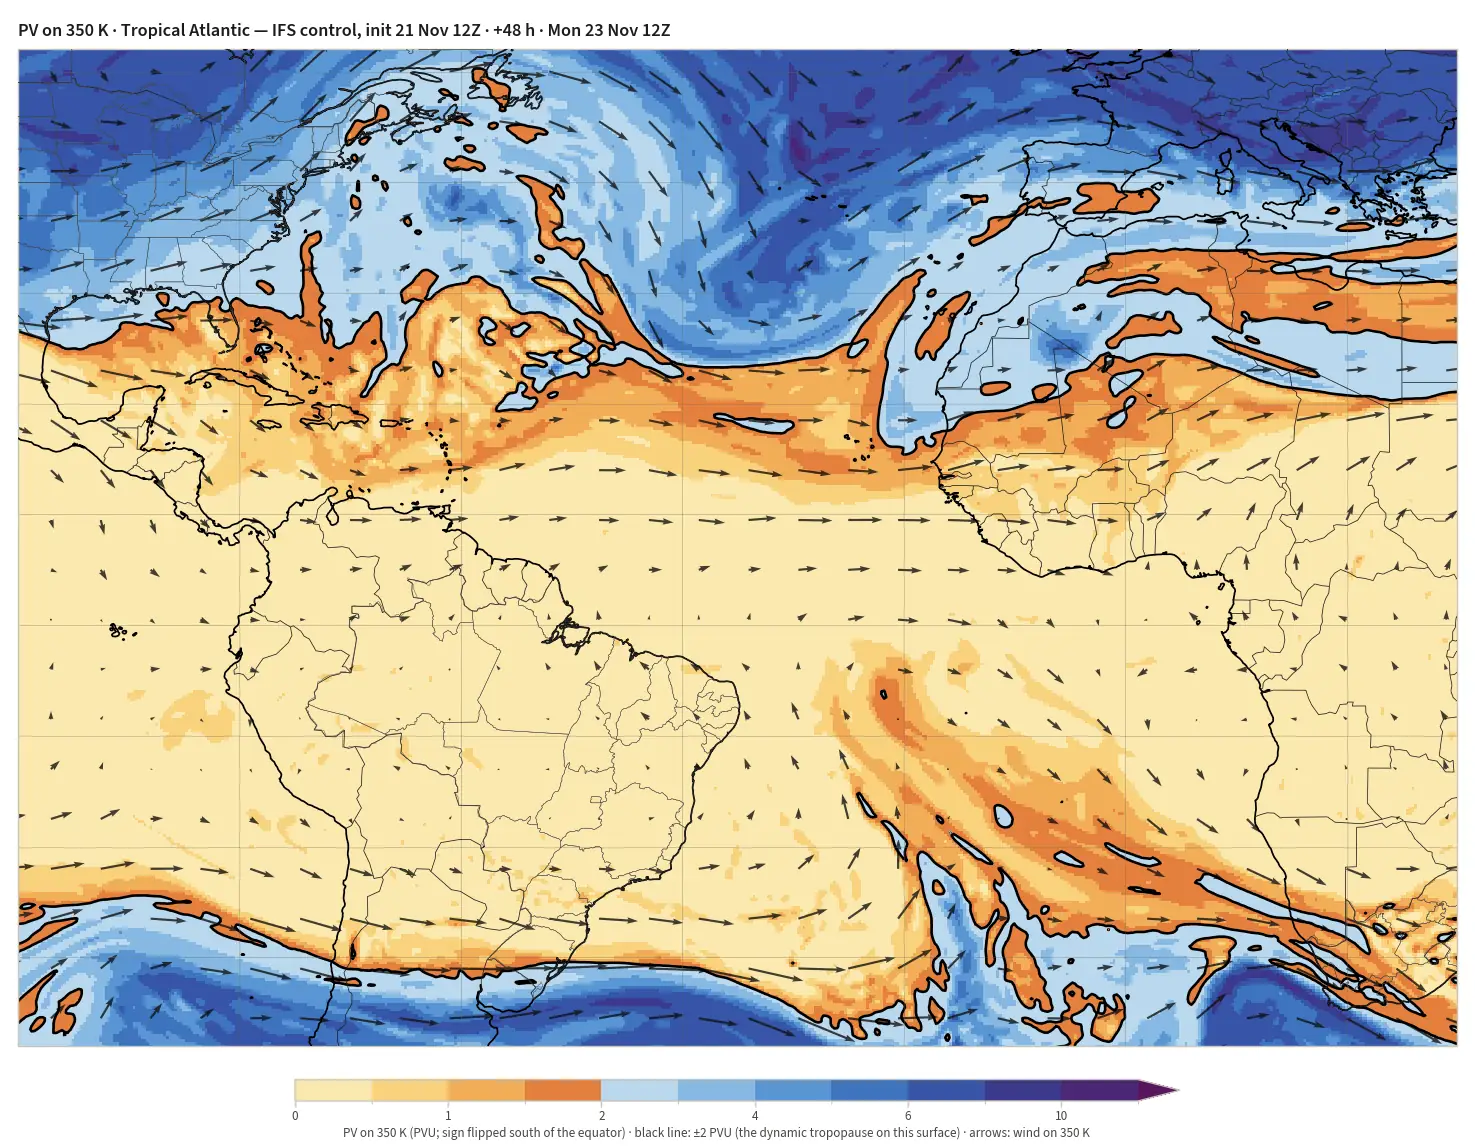 PV on 350 K · Tropical Atlantic — IFS control, init 21 Nov 12Z · +48 h · Mon 23 Nov 12Z
0 1 2 4 6 10
PV on 350 K (PVU; sign flipped south of the equator) · black line: ±2 PVU (the dynamic tropopause on this surface) · arrows: wind on 350 K